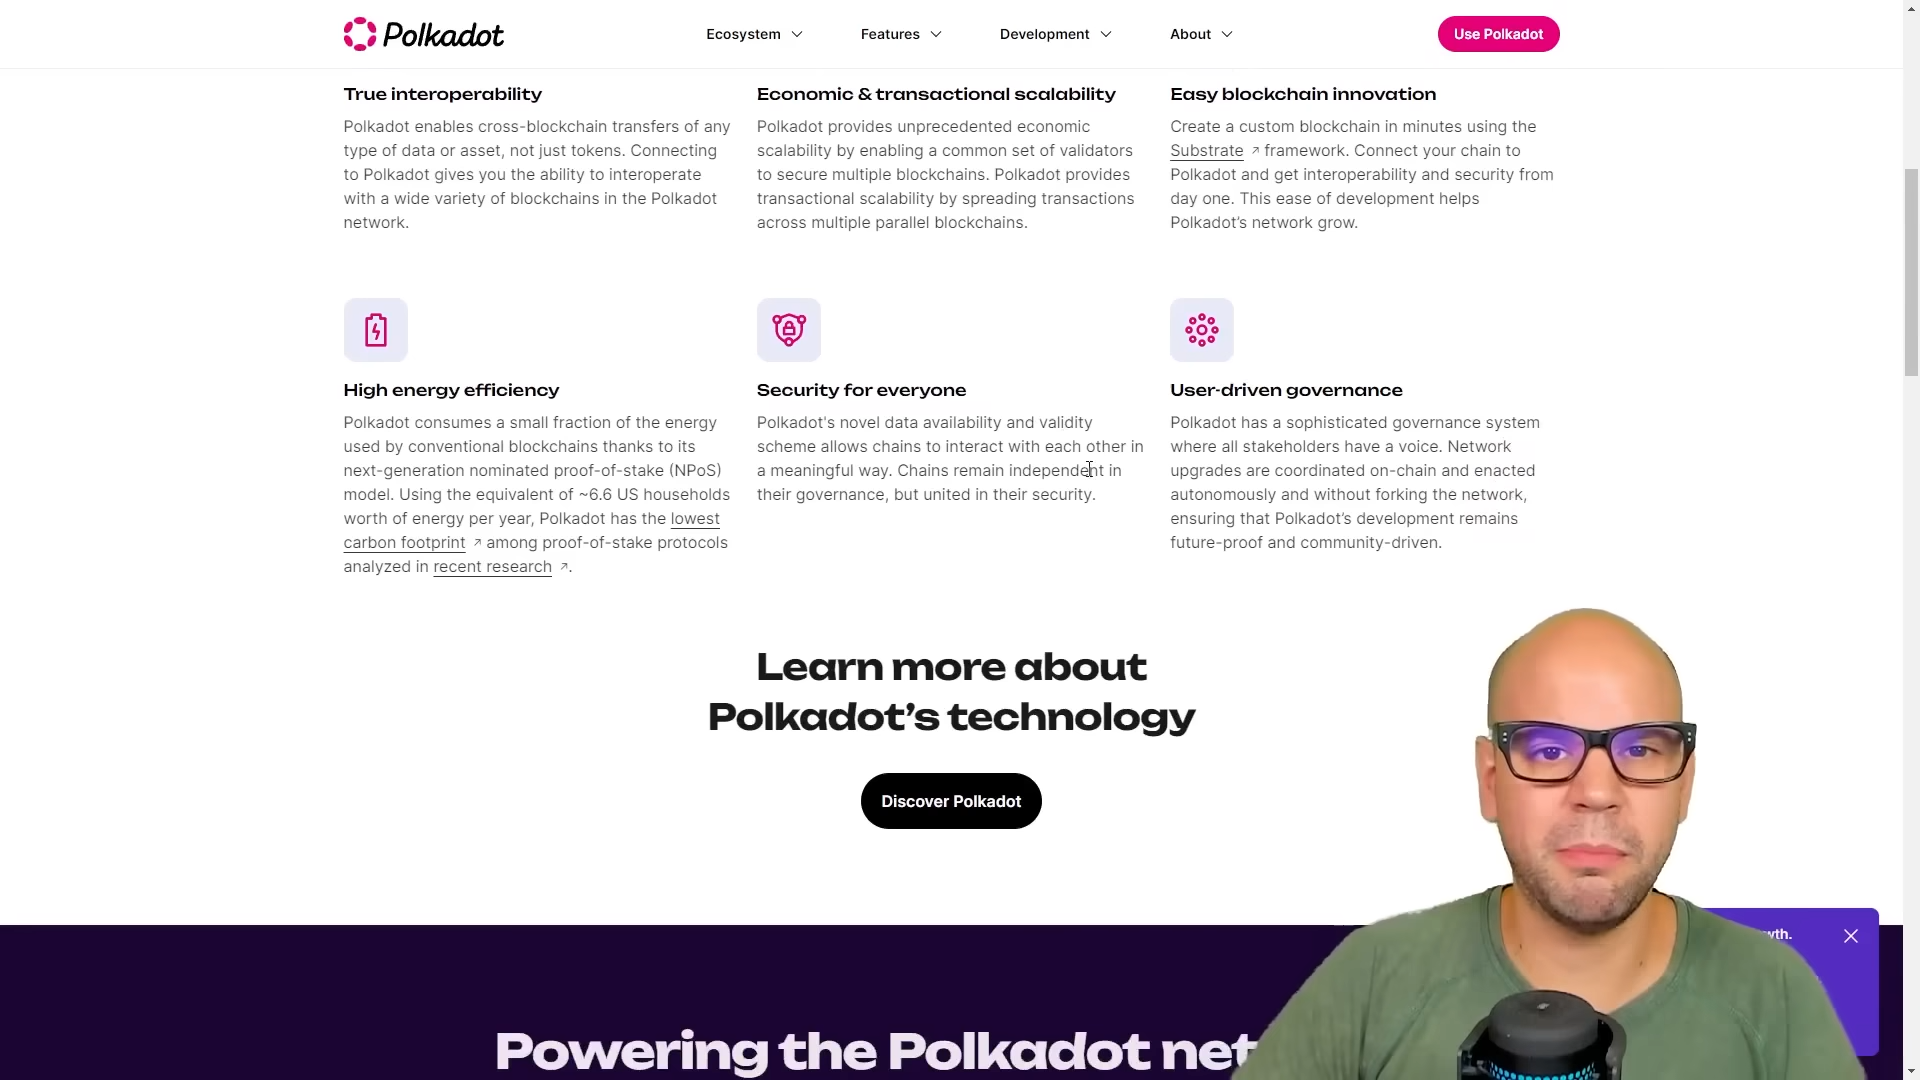 Polkadot
Ecosystem
Features
Development
About
Use Polkadot
True interoperability
Polkadot enables cross-blockchain transfers of any
type of data or asset, not just tokens. Connecting
to Polkadot gives you the ability to interoperate
with a wide variety of blockchains in the Polkadot
network.
Economic & transactional scalability
Polkadot provides unprecedented economic
scalability by enabling a common set of validators
to secure multiple blockchains. Polkadot provides
transactional scalability by spreading transactions
across multiple parallel blockchains.
Easy blockchain innovation
Create a custom blockchain in minutes using the
Substrate ↗ framework. Connect your chain to
Polkadot and get interoperability and security from
day one. This ease of development helps
Polkadot’s network grow.
High energy efficiency
Polkadot consumes a small fraction of the energy
used by conventional blockchains thanks to its
next-generation nominated proof-of-stake (NPoS)
model. Using the equivalent of ~6.6 US households
worth of energy per year, Polkadot has the lowest
carbon footprint ↗ among proof-of-stake protocols
analyzed in recent research ↗.
Security for everyone
Polkadot's novel data availability and validity
scheme allows chains to interact with each other in
a meaningful way. Chains remain independent in
their governance, but united in their security.
User-driven governance
Polkadot has a sophisticated governance system
where all stakeholders have a voice. Network
upgrades are coordinated on-chain and enacted
autonomously and without forking the network,
ensuring that Polkadot’s development remains
future-proof and community-driven.
Learn more about
Polkadot’s technology
Discover Polkadot
Powering the Polkadot